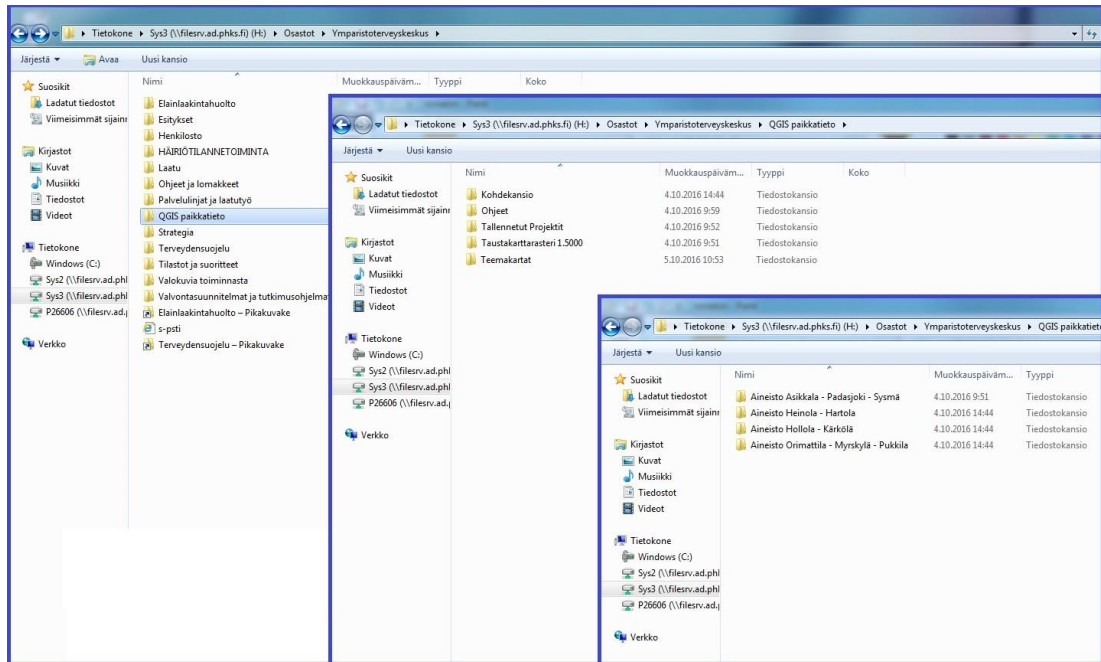 Tietokone ▸ Sys3 (\\filesrv.ad.phks.fi) (H:) ▸ Osastot ▸ Ymparistoterveyskeskus ▸
Järjestä Avaa Uusi kansio
Suosikit
Ladatut tiedostot
Viimeisimmät sijainn
Kirjastot
Kuvat
Musiikki
Tiedostot
Videot
Tietokone
Windows (C:)
Sys2 (\\filesrv.ad.phl
Sys3 (\\filesrv.ad.phl
P26606 (\\filesrv.ad.p
Verkko
Nimi Muokkauspäiväm... Tyyppi Koko
Elainlaakintahuolto
Esitykset
Henkilosto
HÄIRIÖTILANNETOIMINTA
Laatu
Ohjeet ja lomakkeet
Palvelulinjat ja laatutyö
QGIS paikkatieto
Strategia
Terveydensuojelu
Tilastot ja suoritteet
Valokuvia toiminnasta
Valvontasuunnitelmat ja tutkimusohjelma
Elainlaakintahuolto – Pikakuvake
s-psti
Terveydensuojelu – Pikakuvake
Tietokone ▸ Sys3 (\\filesrv.ad.phks.fi) (H:) ▸ Osastot ▸ Ymparistoterveyskeskus ▸ QGIS paikkatieto ▸
Järjestä Uusi kansio
Suosikit
Ladatut tiedostot
Viimeisimmät sijainn
Kirjastot
Kuvat
Musiikki
Tiedostot
Videot
Tietokone
Windows (C:)
Sys2 (\\filesrv.ad.phl
Sys3 (\\filesrv.ad.phl
P26606 (\\filesrv.ad.p
Verkko
Nimi Muokkauspäiväm... Tyyppi Koko
Kohdekansio 4.10.2016 14:44 Tiedostokansio
Ohjeet 4.10.2016 9:59 Tiedostokansio
Tallennetut Projektit 4.10.2016 9:52 Tiedostokansio
Taustakarttarasteri 1.5000 4.10.2016 9:51 Tiedostokansio
Teemakartat 5.10.2016 10:53 Tiedostokansio
Tietokone ▸ Sys3 (\\filesrv.ad.phks.fi) (H:) ▸ Osastot ▸ Ymparistoterveyskeskus ▸ QGIS paikkatieto
Järjestä Uusi kansio
Suosikit
Ladatut tiedostot
Viimeisimmät sijainn
Kirjastot
Kuvat
Musiikki
Tiedostot
Videot
Tietokone
Windows (C:)
Sys2 (\\filesrv.ad.phl
Sys3 (\\filesrv.ad.phl
P26606 (\\filesrv.ad.p
Verkko
Nimi Muokkauspäiväm... Tyyppi
Aineisto Asikkala - Padasjoki - Sysmä 4.10.2016 9:51 Tiedostokansio
Aineisto Heinola - Hartola 4.10.2016 14:44 Tiedostokansio
Aineisto Hollola - Kärkölä 4.10.2016 14:44 Tiedostokansio
Aineisto Orimattila - Myrskylä - Pukkila 4.10.2016 14:44 Tiedostokansio